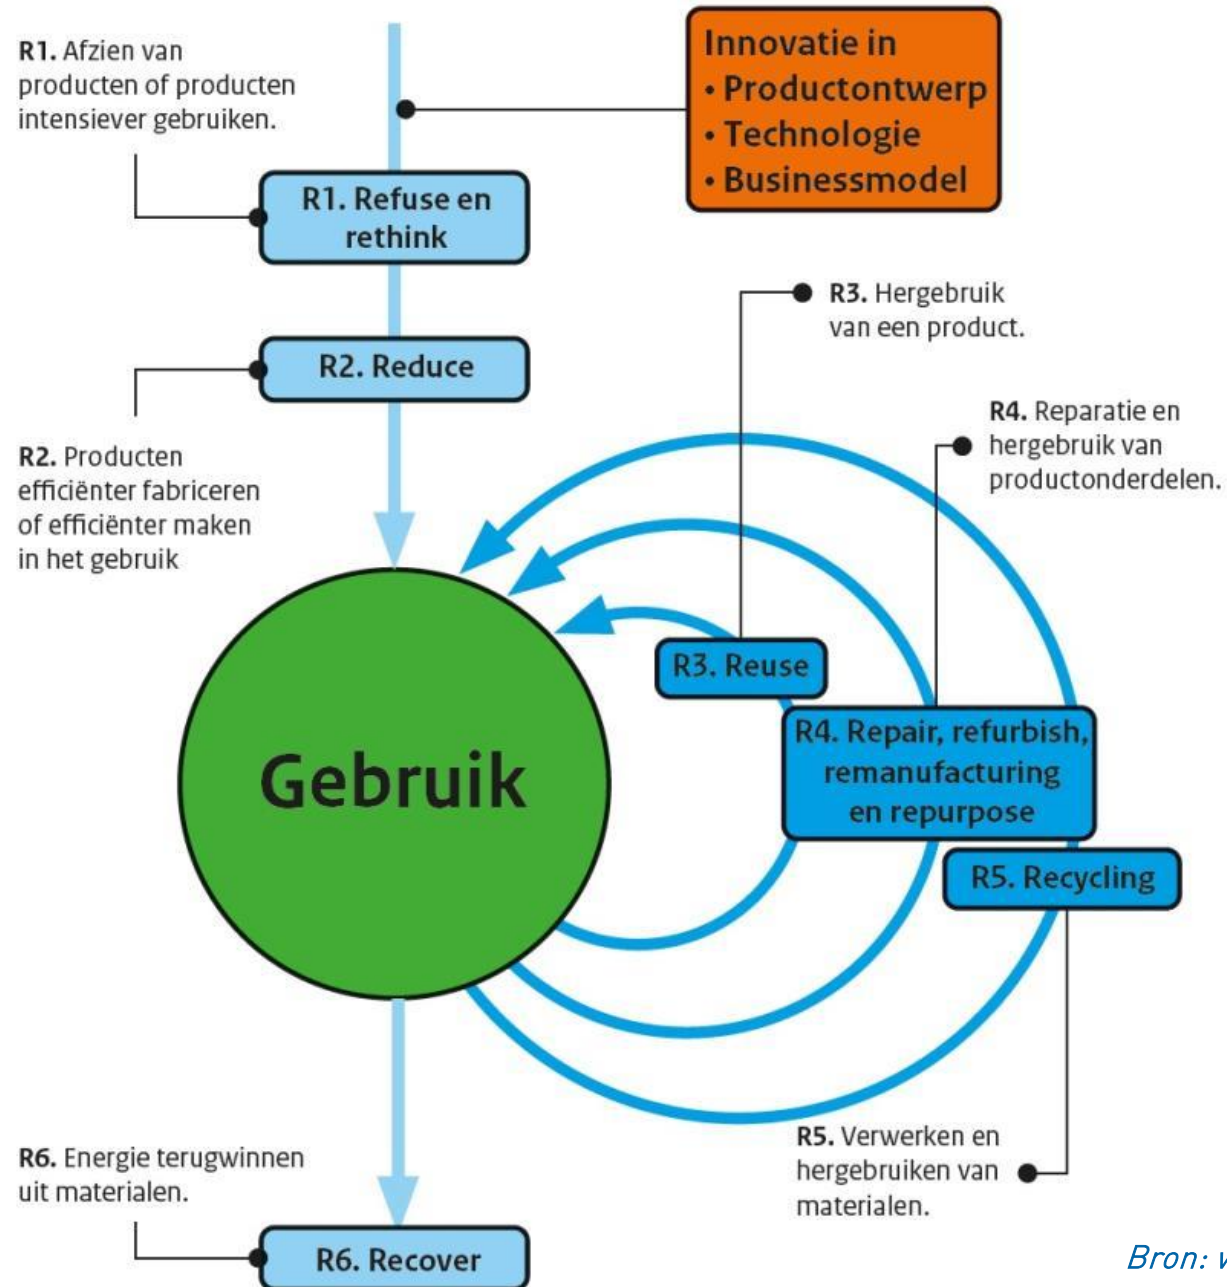 R1. Afzien van
producten of producten
intensiever gebruiken.
Innovatie in
• Productontwerp
• Technologie
• Businessmodel
R1. Refuse en
rethink
R3. Hergebruik
van een product.
R2. Reduce
R4. Reparatie en
hergebruik van
productonderdelen.
R2. Producten
efficiënter fabriceren
of efficiënter maken
in het gebruik
R3. Reuse
R4. Repair, refurbish,
remanufacturing
en repurpose
Gebruik
R5. Recycling
R5. Verwerken en
hergebruiken van
materialen.
R6. Energie terugwinnen
uit materialen.
R6. Recover
Bron: